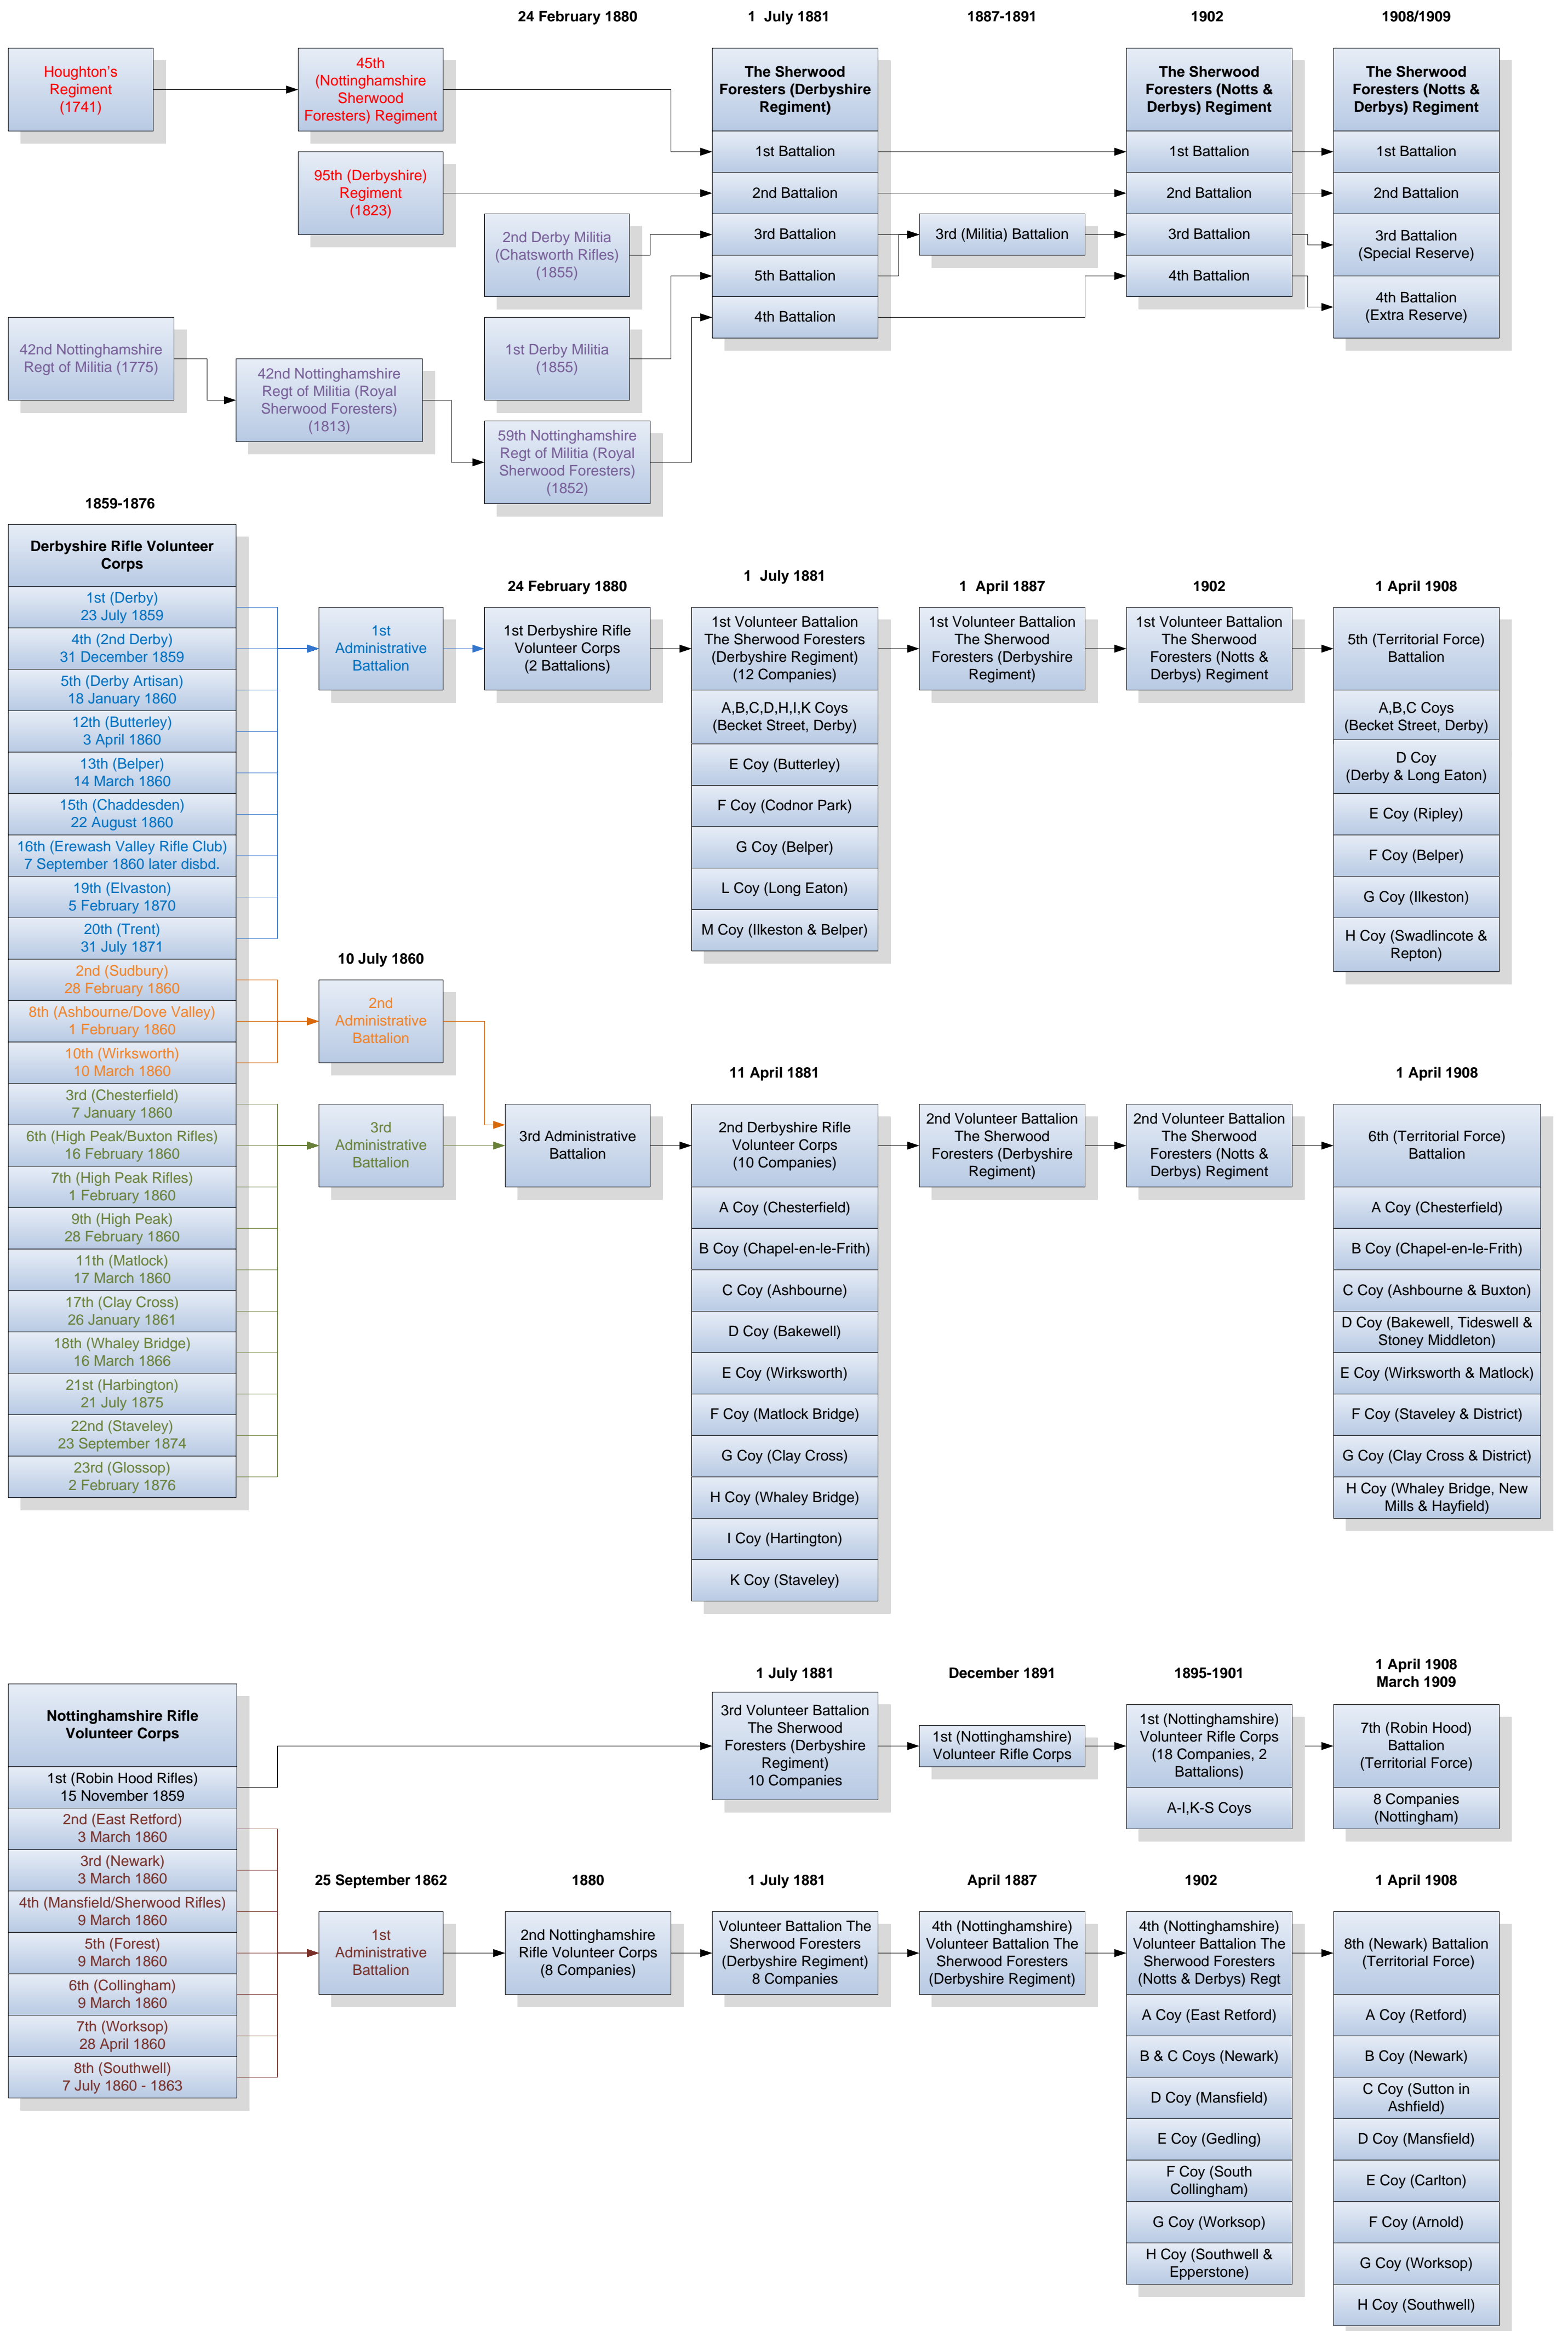 24 February 1880
1 July 1881
1887-1891
1902
1908/1909
Houghton's
Regiment
(1741)
45th
(Nottinghamshire
Sherwood
Foresters) Regiment
95th (Derbyshire)
Regiment
(1823)
2nd Derby Militia
(Chatsworth Rifles)
(1855)
1st Derby Militia
(1855)
42nd Nottinghamshire
Regt of Militia (1775)
42nd Nottinghamshire
Regt of Militia (Royal
Sherwood Foresters)
(1813)
59th Nottinghamshire
Regt of Militia (Royal
Sherwood Foresters)
(1852)
The Sherwood
Foresters (Derbyshire
Regiment)
1st Battalion
2nd Battalion
3rd Battalion
5th Battalion
4th Battalion
3rd (Militia) Battalion
The Sherwood
Foresters (Notts &
Derbys) Regiment
1st Battalion
2nd Battalion
3rd Battalion
4th Battalion
The Sherwood
Foresters (Notts &
Derbys) Regiment
1st Battalion
2nd Battalion
3rd Battalion
(Special Reserve)
4th Battalion
(Extra Reserve)
1859-1876
Derbyshire Rifle Volunteer
Corps
1st (Derby)
23 July 1859
4th (2nd Derby)
31 December 1859
5th (Derby Artisan)
18 January 1860
12th (Butterley)
3 April 1860
13th (Belper)
14 March 1860
15th (Chaddesden)
22 August 1860
16th (Erewash Valley Rifle Club)
7 September 1860 later disbd.
19th (Elvaston)
5 February 1870
20th (Trent)
31 July 1871
2nd (Sudbury)
28 February 1860
8th (Ashbourne/Dove Valley)
1 February 1860
10th (Wirksworth)
10 March 1860
3rd (Chesterfield)
7 January 1860
6th (High Peak/Buxton Rifles)
16 February 1860
7th (High Peak Rifles)
1 February 1860
9th (High Peak)
28 February 1860
11th (Matlock)
17 March 1860
17th (Clay Cross)
26 January 1861
18th (Whaley Bridge)
16 March 1866
21st (Harbington)
21 July 1875
22nd (Staveley)
23 September 1874
23rd (Glossop)
2 February 1876
1st
Administrative
Battalion
24 February 1880
1st Derbyshire Rifle
Volunteer Corps
(2 Battalions)
1 July 1881
1st Volunteer Battalion
The Sherwood Foresters
(Derbyshire Regiment)
(12 Companies)
A,B,C,D,H,I,K Coys
(Becket Street, Derby)
E Coy (Butterley)
F Coy (Codnor Park)
G Coy (Belper)
L Coy (Long Eaton)
M Coy (Ilkeston & Belper)
1 April 1887
1st Volunteer Battalion
The Sherwood
Foresters (Derbyshire
Regiment)
1902
1st Volunteer Battalion
The Sherwood
Foresters (Notts &
Derbys) Regiment
1 April 1908
5th (Territorial Force)
Battalion
A,B,C Coys
(Becket Street, Derby)
D Coy
(Derby & Long Eaton)
E Coy (Ripley)
F Coy (Belper)
G Coy (Ilkeston)
H Coy (Swadlincote &
Repton)
10 July 1860
2nd
Administrative
Battalion
3rd
Administrative
Battalion
3rd Administrative
Battalion
11 April 1881
2nd Derbyshire Rifle
Volunteer Corps
(10 Companies)
A Coy (Chesterfield)
B Coy (Chapel-en-le-Frith)
C Coy (Ashbourne)
D Coy (Bakewell)
E Coy (Wirksworth)
F Coy (Matlock Bridge)
G Coy (Clay Cross)
H Coy (Whaley Bridge)
I Coy (Hartington)
K Coy (Staveley)
2nd Volunteer Battalion
The Sherwood
Foresters (Derbyshire
Regiment)
2nd Volunteer Battalion
The Sherwood
Foresters (Notts &
Derbys) Regiment
1 April 1908
6th (Territorial Force)
Battalion
A Coy (Chesterfield)
B Coy (Chapel-en-le-Frith)
C Coy (Ashbourne & Buxton)
D Coy (Bakewell, Tideswell &
Stoney Middleton)
E Coy (Wirksworth & Matlock)
F Coy (Staveley & District)
G Coy (Clay Cross & District)
H Coy (Whaley Bridge, New
Mills & Hayfield)
Nottinghamshire Rifle
Volunteer Corps
1st (Robin Hood Rifles)
15 November 1859
2nd (East Retford)
3 March 1860
3rd (Newark)
3 March 1860
4th (Mansfield/Sherwood Rifles)
9 March 1860
5th (Forest)
9 March 1860
6th (Collingham)
9 March 1860
7th (Worksop)
28 April 1860
8th (Southwell)
7 July 1860 - 1863
1 July 1881
3rd Volunteer Battalion
The Sherwood
Foresters (Derbyshire
Regiment)
10 Companies
December 1891
1st (Nottinghamshire)
Volunteer Rifle Corps
1895-1901
1st (Nottinghamshire)
Volunteer Rifle Corps
(18 Companies, 2
Battalions)
A-I,K-S Coys
1 April 1908
March 1909
7th (Robin Hood)
Battalion
(Territorial Force)
8 Companies
(Nottingham)
25 September 1862
1st
Administrative
Battalion
1880
2nd Nottinghamshire
Rifle Volunteer Corps
(8 Companies)
1 July 1881
Volunteer Battalion The
Sherwood Foresters
(Derbyshire Regiment)
8 Companies
April 1887
4th (Nottinghamshire)
Volunteer Battalion The
Sherwood Foresters
(Derbyshire Regiment)
1902
4th (Nottinghamshire)
Volunteer Battalion The
Sherwood Foresters
(Notts & Derbys) Regt
A Coy (East Retford)
B & C Coys (Newark)
D Coy (Mansfield)
E Coy (Gedling)
F Coy (South
Collingham)
G Coy (Worksop)
H Coy (Southwell &
Epperstone)
1 April 1908
8th (Newark) Battalion
(Territorial Force)
A Coy (Retford)
B Coy (Newark)
C Coy (Sutton in
Ashfield)
D Coy (Mansfield)
E Coy (Carlton)
F Coy (Arnold)
G Coy (Worksop)
H Coy (Southwell)